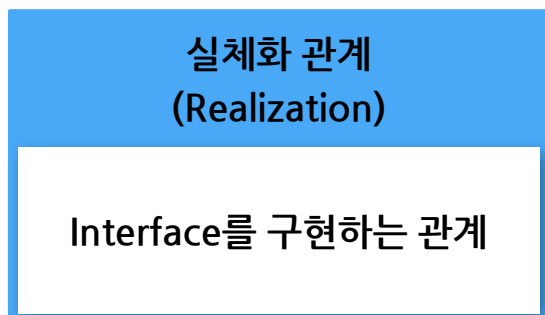 실체화 관계
(Realization)
Interface를 구현하는 관계